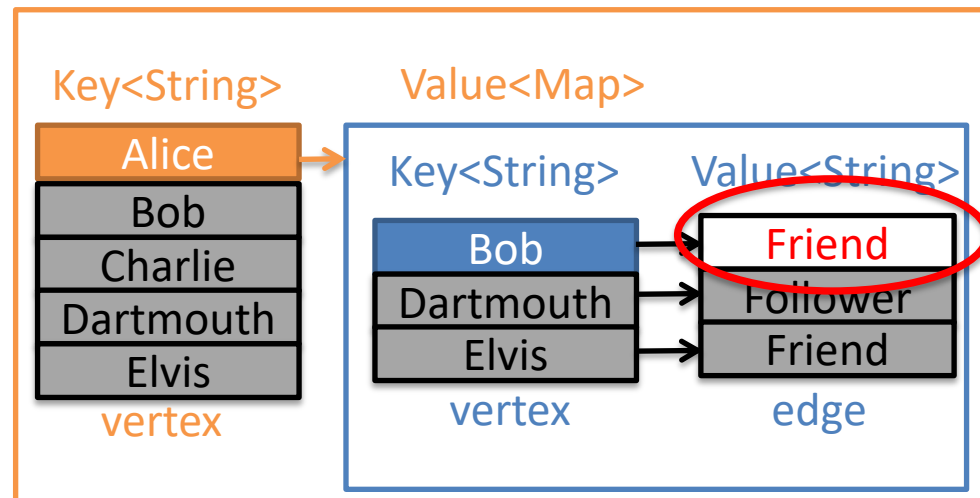 Key<String>
Value<Map>
Alice
Bob
Charlie
Dartmouth
Elvis
vertex
Key<String>
Value<String>
Bob
Friend
Dartmouth
Follower
Elvis
Friend
vertex
edge